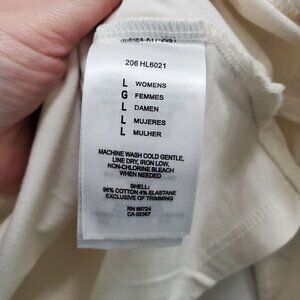 206 HL6021
L WOMENS
G FEMMES
L DAMEN
L MUJERES
L MULHER
MACHINE WASH COLD GENTLE,
LINE DRY, IRON LOW,
NON-CHLORINE BLEACH
WHEN NEEDED
SHELL:
96% COTTON 4% ELASTANE
EXCLUSIVE OF TRIMMING
RN 69724
CA 05367